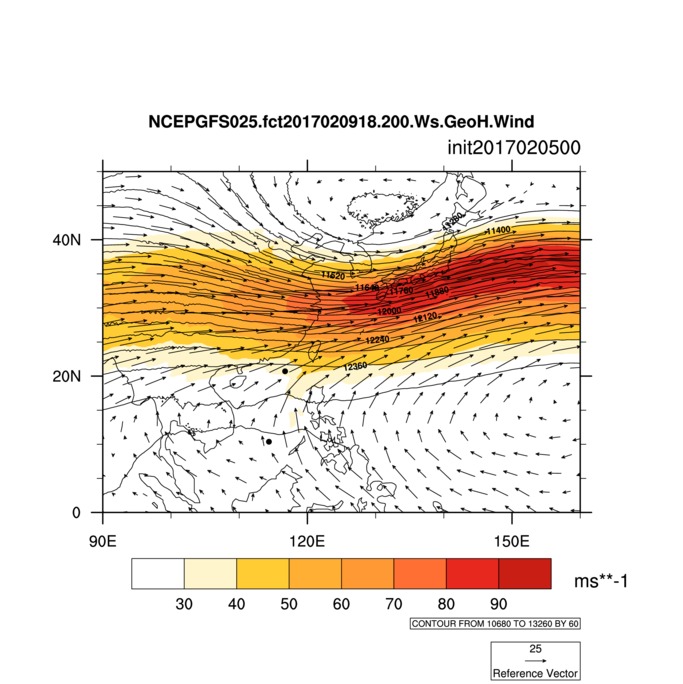 NCEPGFS025.fct2017020918.200.Ws.GeoH.Wind
init2017020500
40N
20N
0
11400
11520
11640
11760
11880
12000
12120
12240
12360
90E 120E 150E
30 40 50 60 70 80 90
ms**-1
CONTOUR FROM 10680 TO 13260 BY 60
25
Reference Vector